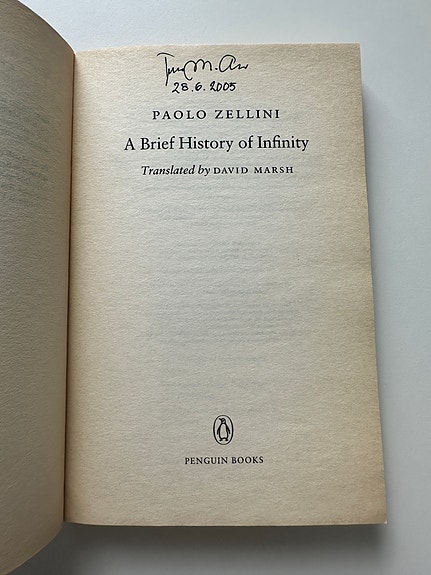 28.6.2005
PAOLO ZELLINI
A Brief History of Infinity
Translated by DAVID MARSH
PENGUIN BOOKS